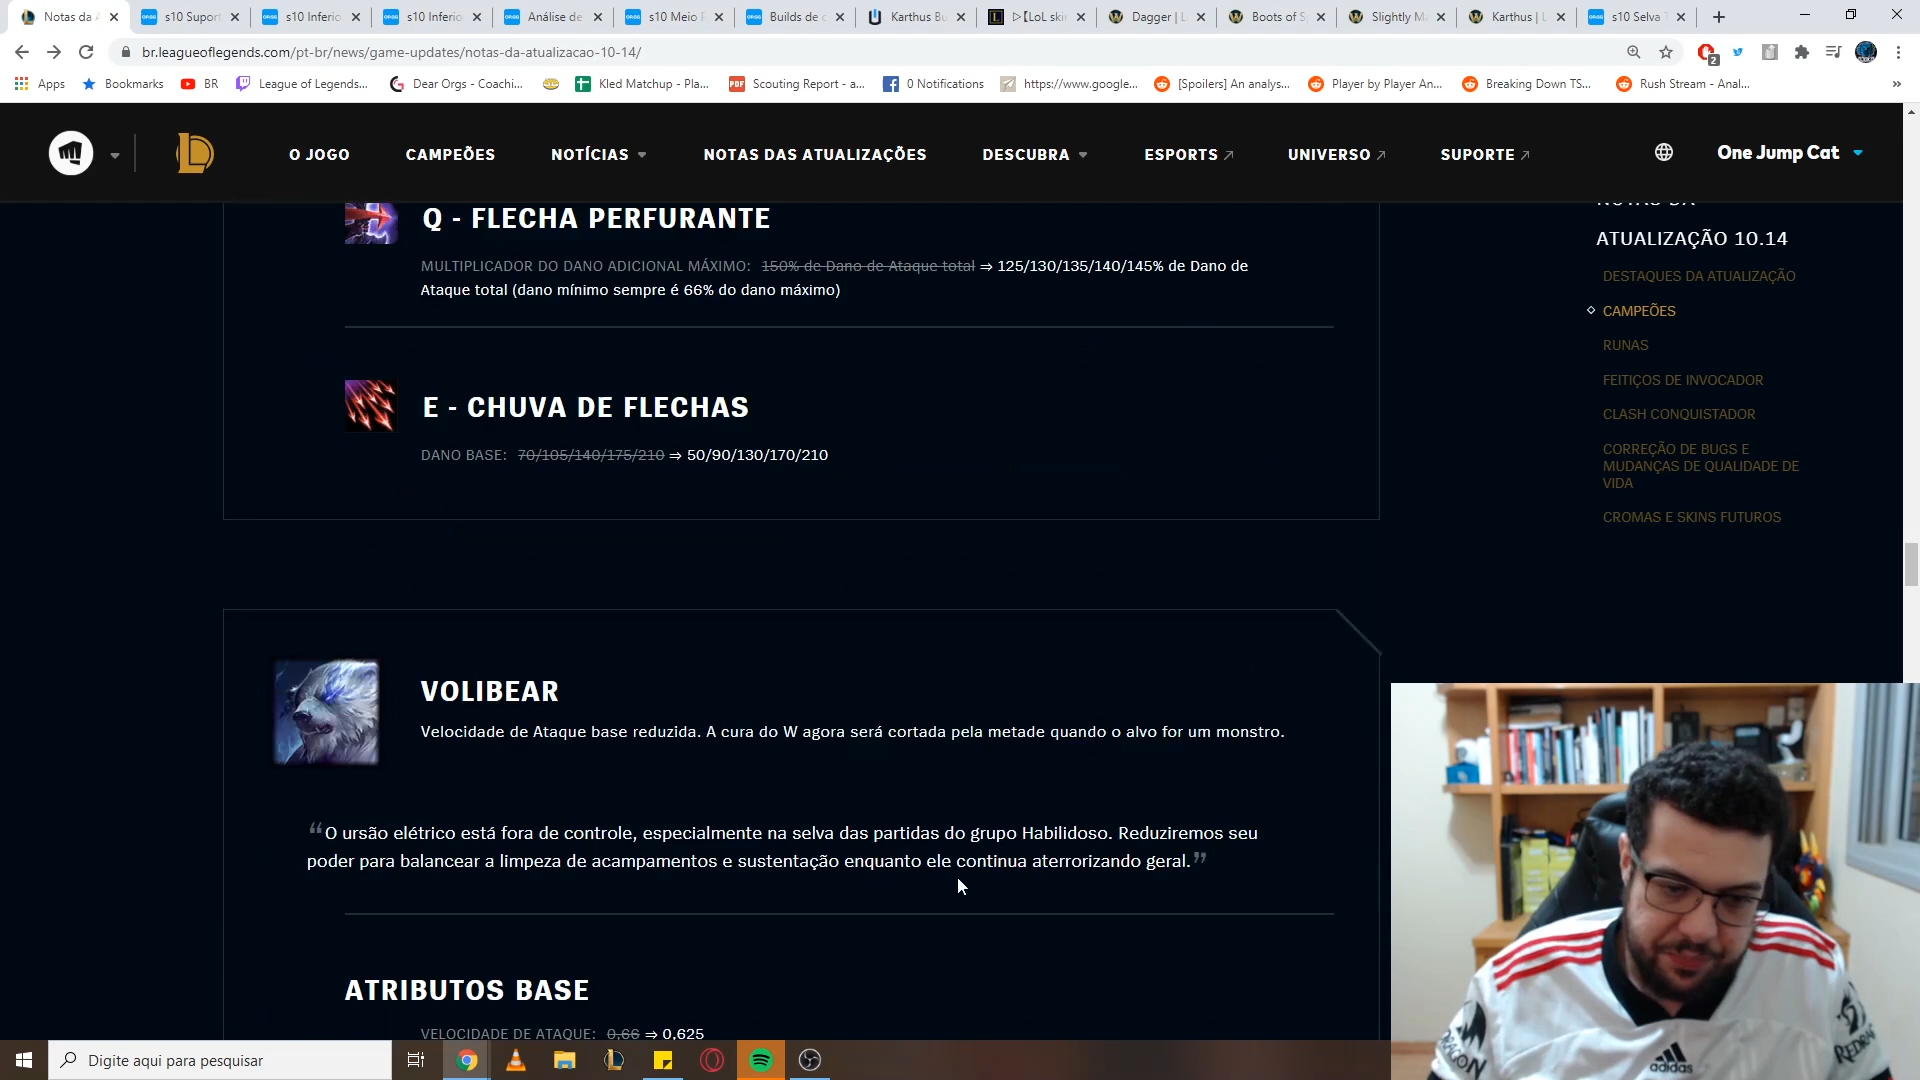 Notas da A
s10 Suport
s10 Inferio
s10 Inferio
Análise de
s10 Meio P
Builds de c
Karthus Bu
▷【LoL skin
Dagger | L
Boots of S
Slightly M
Karthus | L
s10 Selva T
br.leagueoflegends.com/pt-br/news/game-updates/notas-da-atualizacao-10-14/
2
Apps
Bookmarks
BR
League of Legends...
Dear Orgs - Coachi...
Kled Matchup - Pla...
Scouting Report - a...
0 Notifications
https://www.google...
[Spoilers] An analys...
Player by Player An...
Breaking Down TS...
Rush Stream - Anal...
»
O JOGO
CAMPEÕES
NOTÍCIAS
NOTAS DAS ATUALIZAÇÕES
DESCUBRA
ESPORTS
UNIVERSO
SUPORTE
One Jump Cat
Q - FLECHA PERFURANTE
MULTIPLICADOR DO DANO ADICIONAL MÁXIMO: 150% de Dano de Ataque total ⇒ 125/130/135/140/145% de Dano de
Ataque total (dano mínimo sempre é 66% do dano máximo)
E - CHUVA DE FLECHAS
DANO BASE: 70/105/140/175/210 ⇒ 50/90/130/170/210
VOLIBEAR
Velocidade de Ataque base reduzida. A cura do W agora será cortada pela metade quando o alvo for um monstro.
“O ursão elétrico está fora de controle, especialmente na selva das partidas do grupo Habilidoso. Reduziremos seu
poder para balancear a limpeza de acampamentos e sustentação enquanto ele continua aterrorizando geral.”
ATRIBUTOS BASE
VELOCIDADE DE ATAQUE: 0,66 ⇒ 0,625
NOTAS DA
ATUALIZAÇÃO 10.14
DESTAQUES DA ATUALIZAÇÃO
CAMPEÕES
RUNAS
FEITIÇOS DE INVOCADOR
CLASH CONQUISTADOR
CORREÇÃO DE BUGS E
MUDANÇAS DE QUALIDADE DE
VIDA
CROMAS E SKINS FUTUROS
adidas
Digite aqui para pesquisar